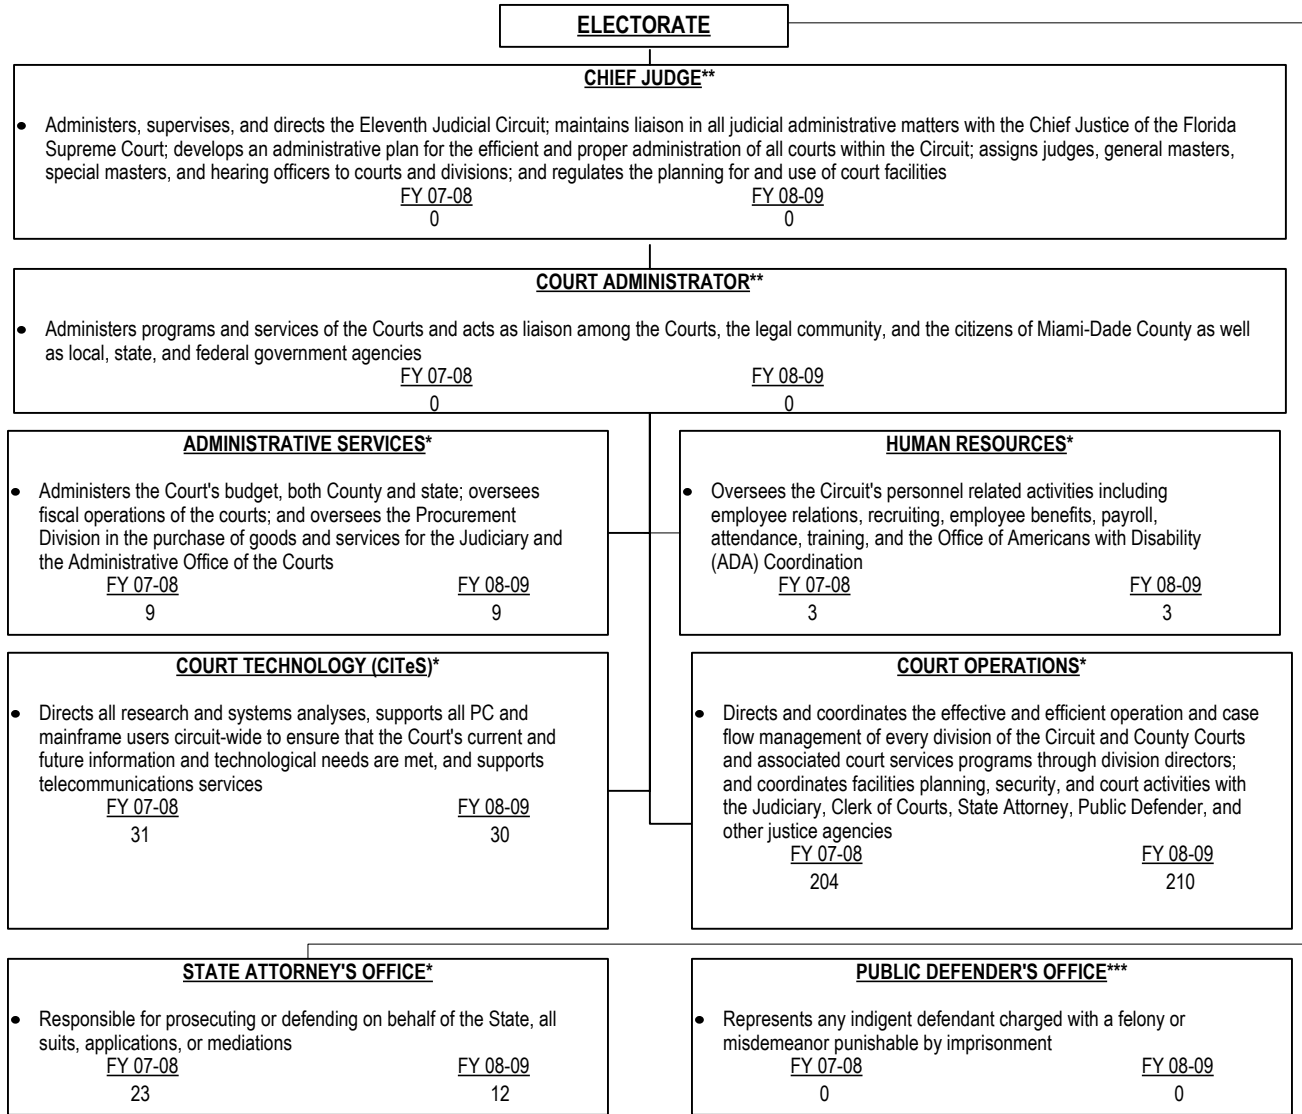 ELECTORATE
CHIEF JUDGE**
• Administers, supervises, and directs the Eleventh Judicial Circuit; maintains liaison in all judicial administrative matters with the Chief Justice of the Florida
Supreme Court; develops an administrative plan for the efficient and proper administration of all courts within the Circuit; assigns judges, general masters,
special masters, and hearing officers to courts and divisions; and regulates the planning for and use of court facilities
FY 07-08 FY 08-09
0 0
COURT ADMINISTRATOR**
• Administers programs and services of the Courts and acts as liaison among the Courts, the legal community, and the citizens of Miami-Dade County as well
as local, state, and federal government agencies
FY 07-08 FY 08-09
0 0
ADMINISTRATIVE SERVICES*
• Administers the Court's budget, both County and state; oversees
fiscal operations of the courts; and oversees the Procurement
Division in the purchase of goods and services for the Judiciary and
the Administrative Office of the Courts
FY 07-08 FY 08-09
9 9
HUMAN RESOURCES*
• Oversees the Circuit's personnel related activities including
employee relations, recruiting, employee benefits, payroll,
attendance, training, and the Office of Americans with Disability
(ADA) Coordination
FY 07-08 FY 08-09
3 3
COURT TECHNOLOGY (CITeS)*
• Directs all research and systems analyses, supports all PC and
mainframe users circuit-wide to ensure that the Court's current and
future information and technological needs are met, and supports
telecommunications services
FY 07-08 FY 08-09
31 30
COURT OPERATIONS*
• Directs and coordinates the effective and efficient operation and case
flow management of every division of the Circuit and County Courts
and associated court services programs through division directors;
and coordinates facilities planning, security, and court activities with
the Judiciary, Clerk of Courts, State Attorney, Public Defender, and
other justice agencies
FY 07-08 FY 08-09
204 210
STATE ATTORNEY'S OFFICE*
• Responsible for prosecuting or defending on behalf of the State, all
suits, applications, or mediations
FY 07-08 FY 08-09
23 12
PUBLIC DEFENDER'S OFFICE***
• Represents any indigent defendant charged with a felony or
misdemeanor punishable by imprisonment
FY 07-08 FY 08-09
0 0